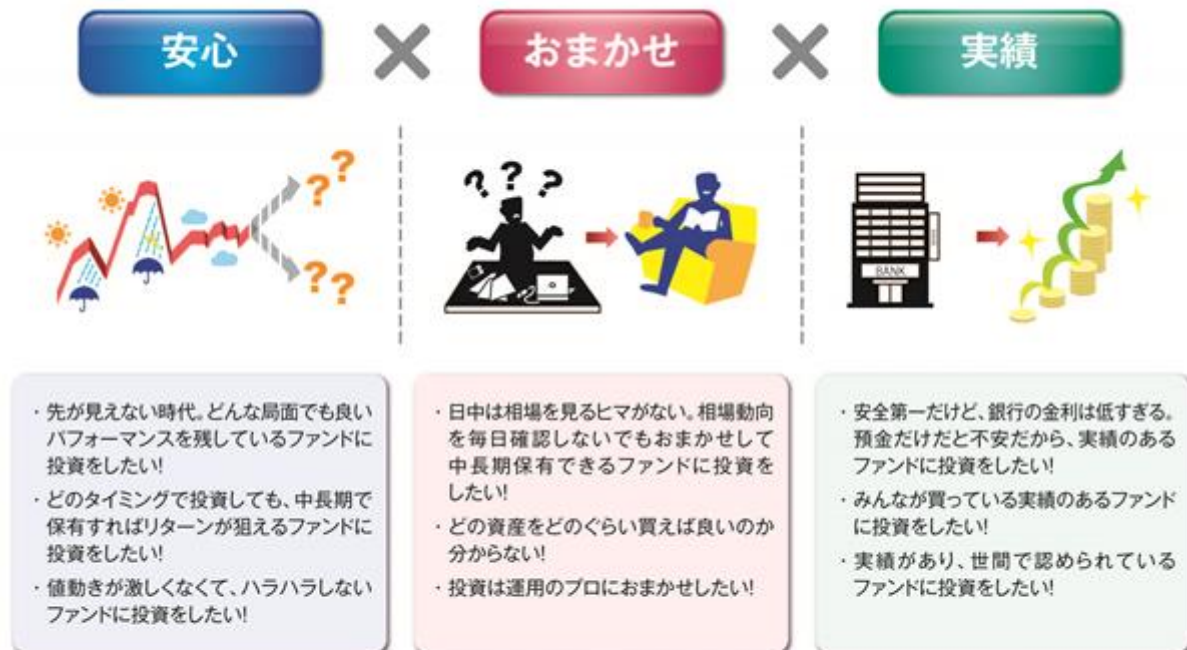 安心 × おまかせ × 実績
? ?
? ?
? ? ?
BANK
・先が見えない時代。どんな局面でも良い
パフォーマンスを残しているファンドに
投資をしたい!
・どのタイミングで投資しても、中長期で
保有すればリターンが狙えるファンドに
投資をしたい!
・値動きが激しくなくて、ハラハラしない
ファンドに投資をしたい!
・日中は相場を見るヒマがない。相場動向
を毎日確認しないでもおまかせして
中長期保有できるファンドに投資を
したい!
・どの資産をどのぐらい買えば良いのか
分からない!
・投資は運用のプロにおまかせしたい!
・安全第一だけど、銀行の金利は低すぎる。
預金だけだと不安だから、実績のある
ファンドに投資をしたい!
・みんなが買っている実績のあるファンド
に投資をしたい!
・実績があり、世間で認められている
ファンドに投資をしたい!